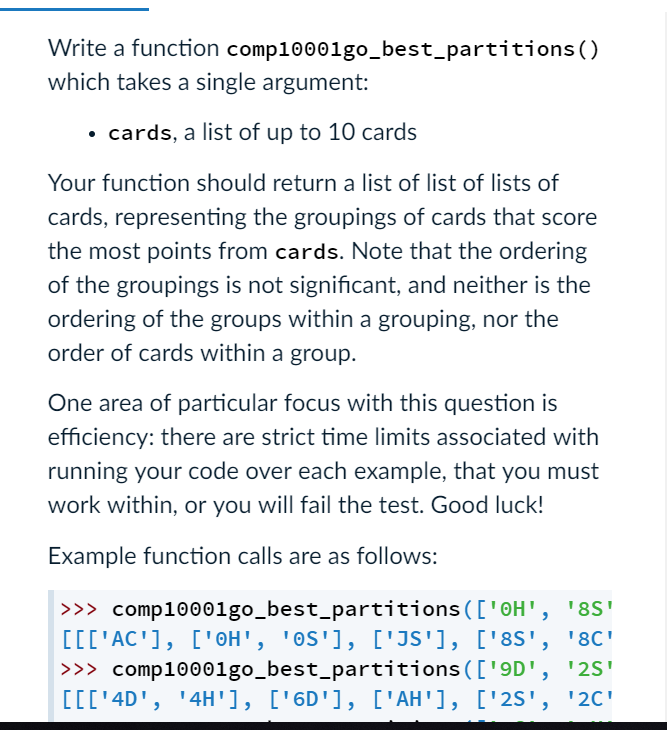 Write a function comp10001go_best_partitions()
which takes a single argument:
• cards, a list of up to 10 cards
Your function should return a list of list of lists of
cards, representing the groupings of cards that score
the most points from cards. Note that the ordering
of the groupings is not significant, and neither is the
ordering of the groups within a grouping, nor the
order of cards within a group.
One area of particular focus with this question is
efficiency: there are strict time limits associated with
running your code over each example, that you must
work within, or you will fail the test. Good luck!
Example function calls are as follows:
>>> comp10001go_best_partitions(['0H', '8S'
[[['AC'], ['0H', '0S'], ['JS'], ['8S', '8C'
>>> comp10001go_best_partitions(['9D', '2S'
[[['4D', '4H'], ['6D'], ['AH'], ['2S', '2C'